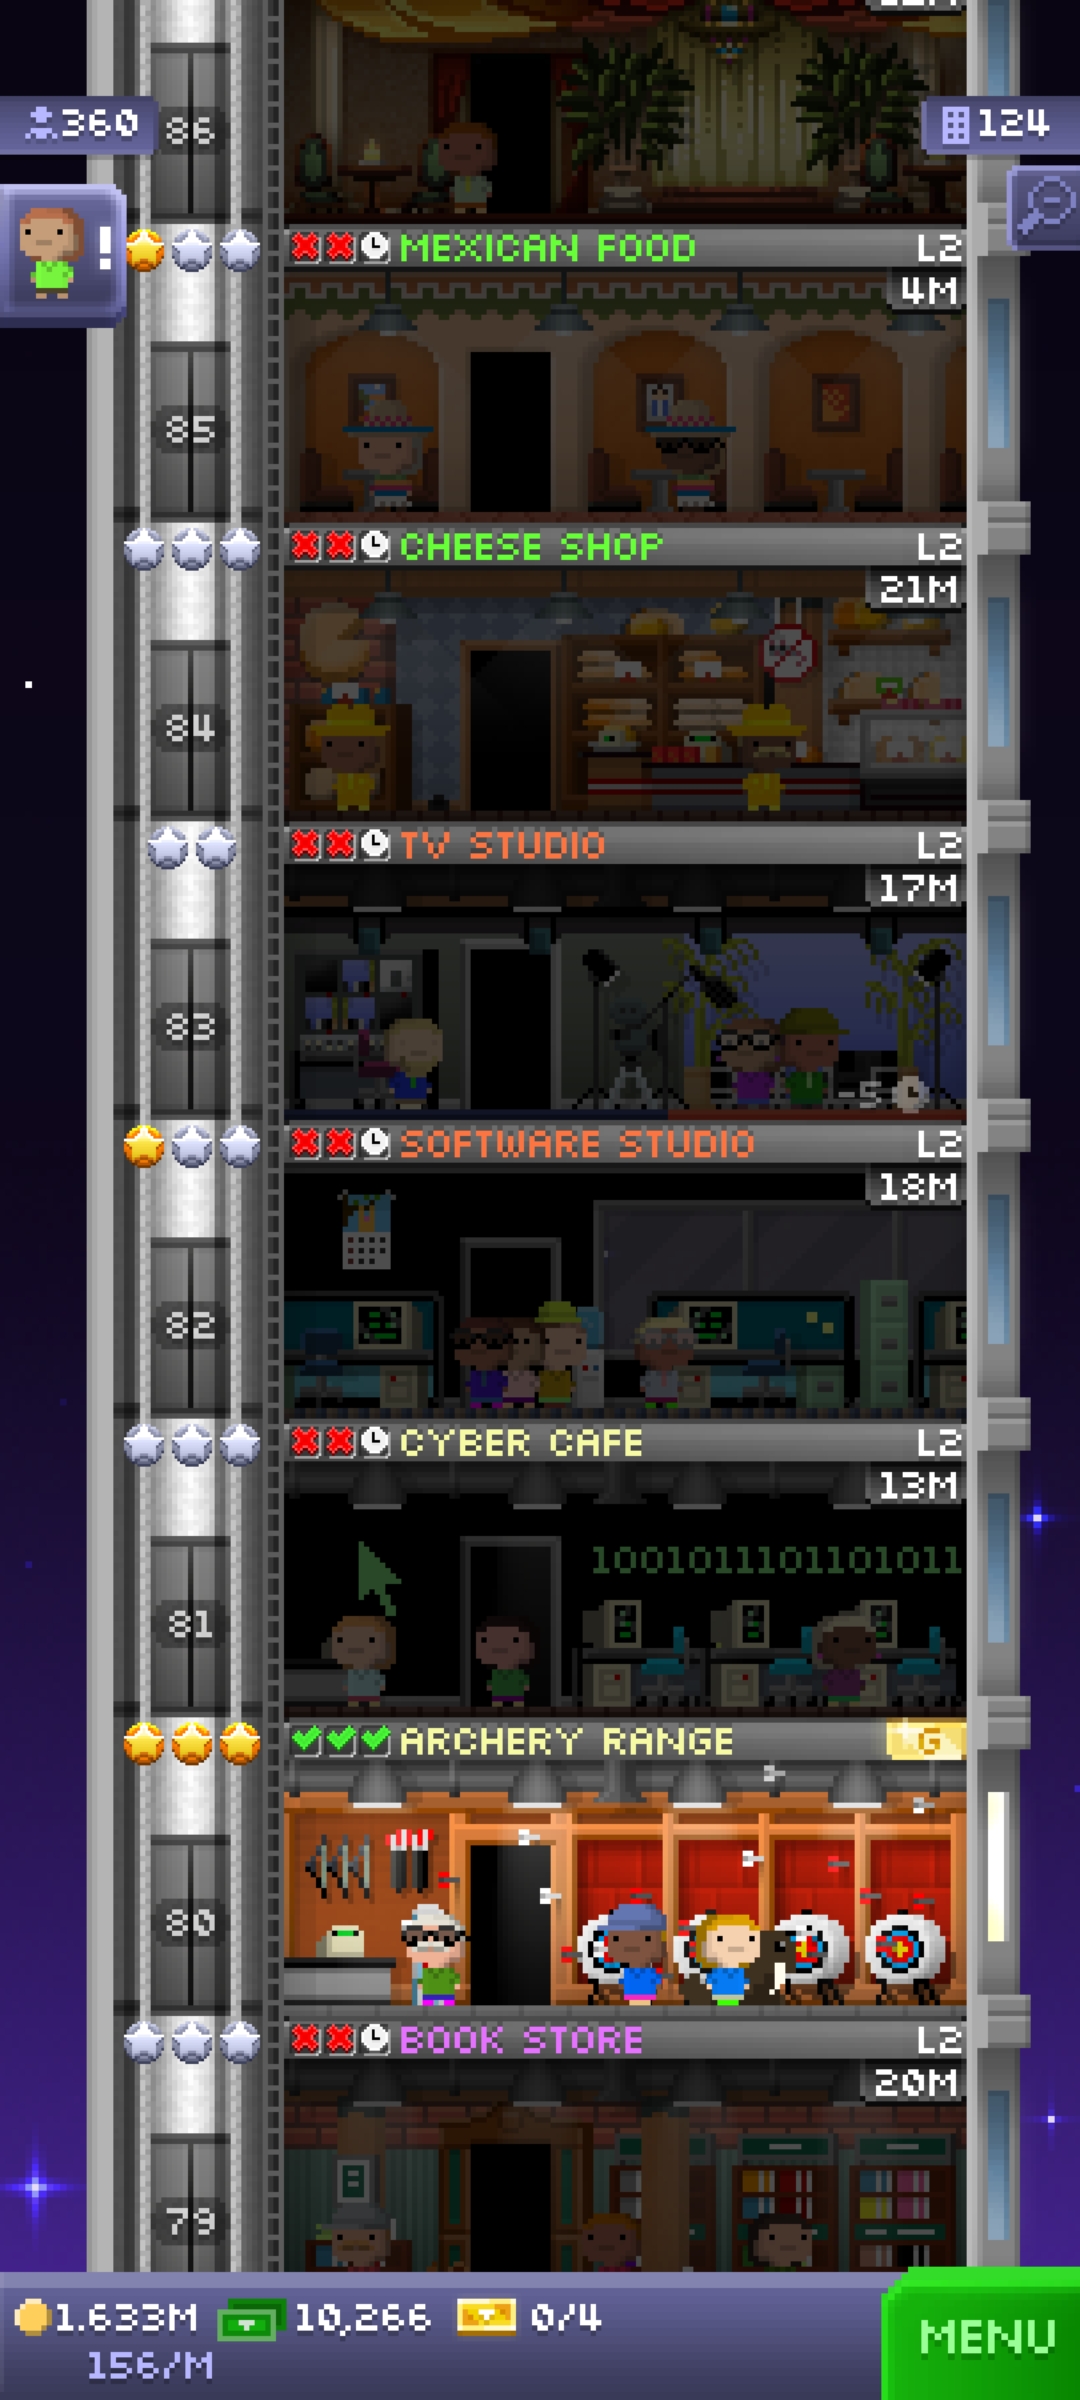 360
86
124
!
MEXICAN FOOD L2
4M
85
CHEESE SHOP L2
21M
84
TV STUDIO L2
17M
83
-5
SOFTWARE STUDIO L2
18M
82
CYBER CAFE L2
13M
1001011101101011
81
ARCHERY RANGE G
80
BOOK STORE L2
20M
79
1.633M 10,266 0/4
156/M
MENU